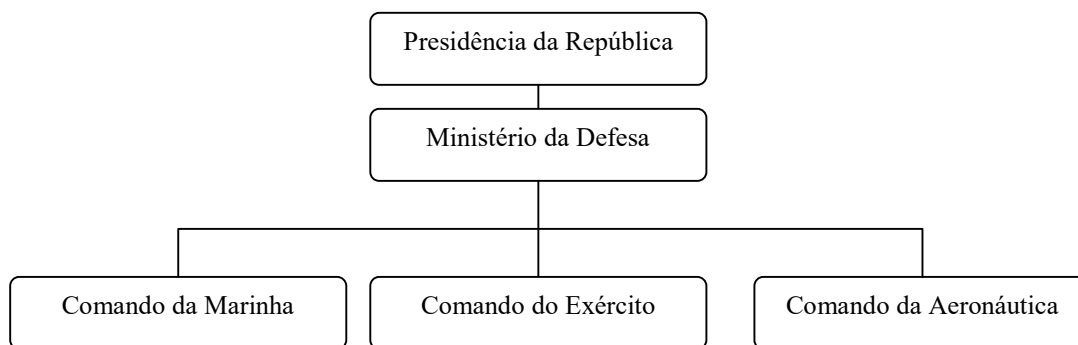 Presidência da República
Ministério da Defesa
Comando da Marinha
Comando do Exército
Comando da Aeronáutica